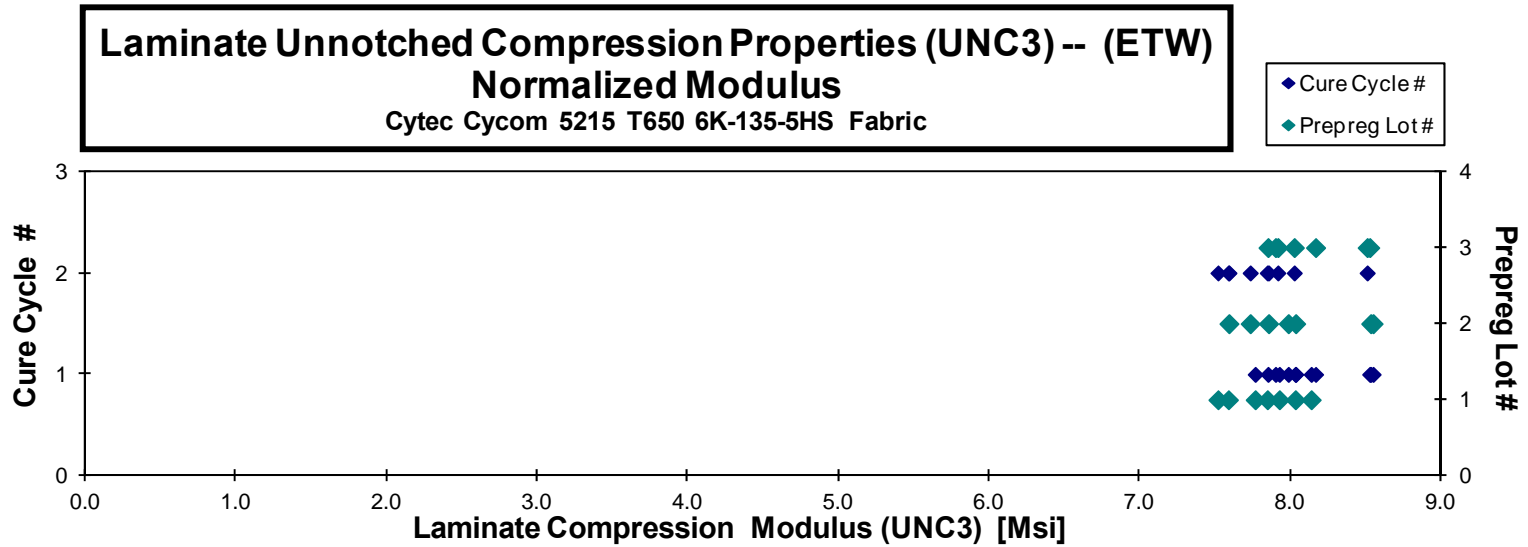 Laminate Unnotched Compression Properties (UNC3) -- (ETW)
Normalized Modulus
Cytec Cycom 5215 T650 6K-135-5HS Fabric
Cure Cycle #
Prepreg Lot #
3
2
1
0
Cure Cycle #
4
3
2
1
0
Prepreg Lot #
0.0 1.0 2.0 3.0 4.0 5.0 6.0 7.0 8.0 9.0
Laminate Compression Modulus (UNC3) [Msi]